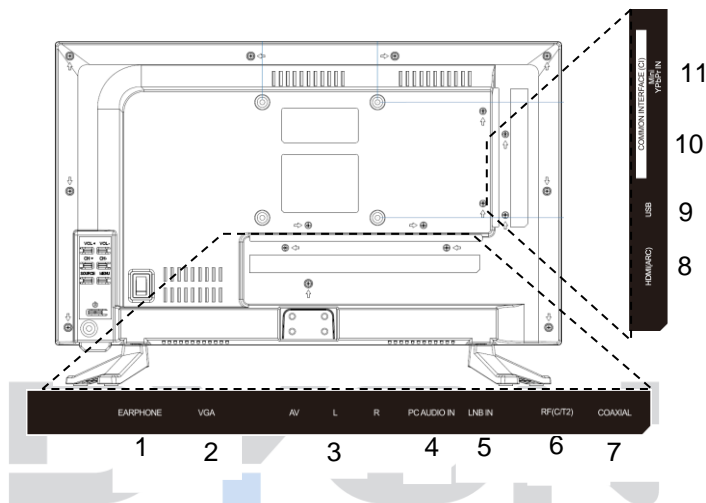 VOL+ VOL-
CH+ CH-
SOURCE MENU
COMMON INTERFACE (CI)
Mini
YPbPr IN
11
10
USB
9
HDMI(ARC)
8
EARPHONE VGA AV L R PC AUDIO IN LNB IN RF(C/T2) COAXIAL
1 2 3 4 5 6 7